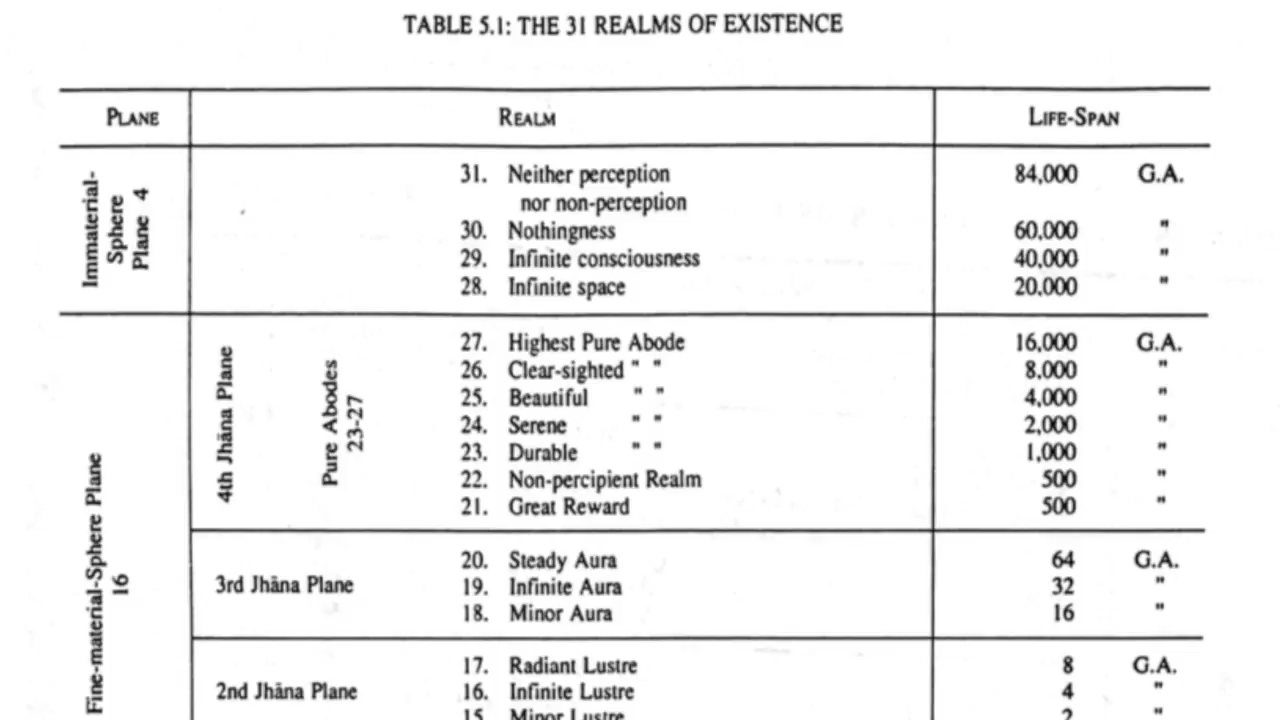 TABLE 5.1: THE 31 REALMS OF EXISTENCE
PLANE REALM LIFE-SPAN
Immaterial-
Sphere
Plane 4
31. Neither perception 84,000 G.A.
nor non-perception
30. Nothingness 60,000 "
29. Infinite consciousness 40,000 "
28. Infinite space 20,000 "
Fine-material-Sphere Plane
16
4th Jhāna Plane
Pure Abodes
23-27
27. Highest Pure Abode 16,000 G.A.
26. Clear-sighted " " 8,000 "
25. Beautiful " " 4,000 "
24. Serene " " 2,000 "
23. Durable " " 1,000 "
22. Non-percipient Realm 500 "
21. Great Reward 500 "
3rd Jhāna Plane
20. Steady Aura 64 G.A.
19. Infinite Aura 32 "
18. Minor Aura 16 "
2nd Jhāna Plane
17. Radiant Lustre 8 G.A.
16. Infinite Lustre 4 "
15. Minor Lustre 2 "